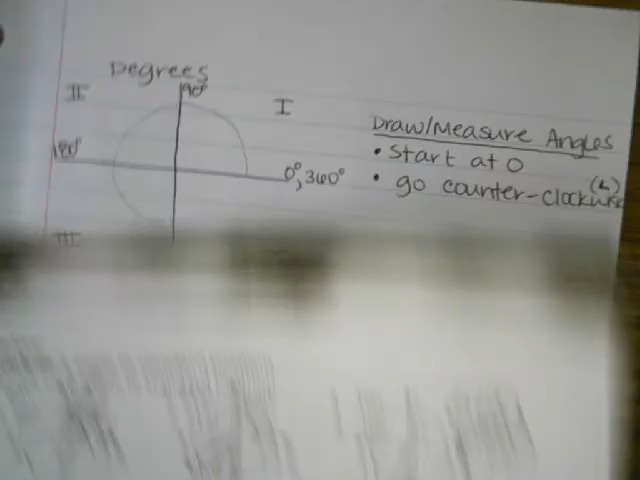 Degrees
90°
II
I
180°
0°, 360°
III
Draw/Measure Angles
• Start at 0
• go counter-clockwise